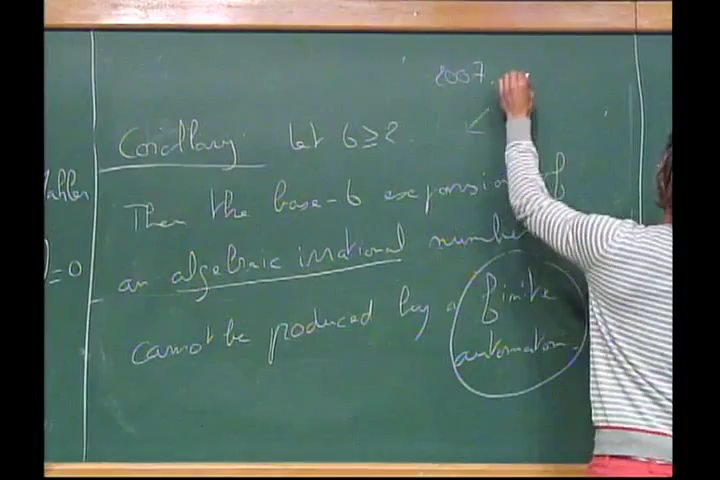 2007.
Corollary Let b ≥ 2.
Mahler
Then the base-b expansion of
=0
an algebraic irrational number
cannot be produced by a finite
automaton.